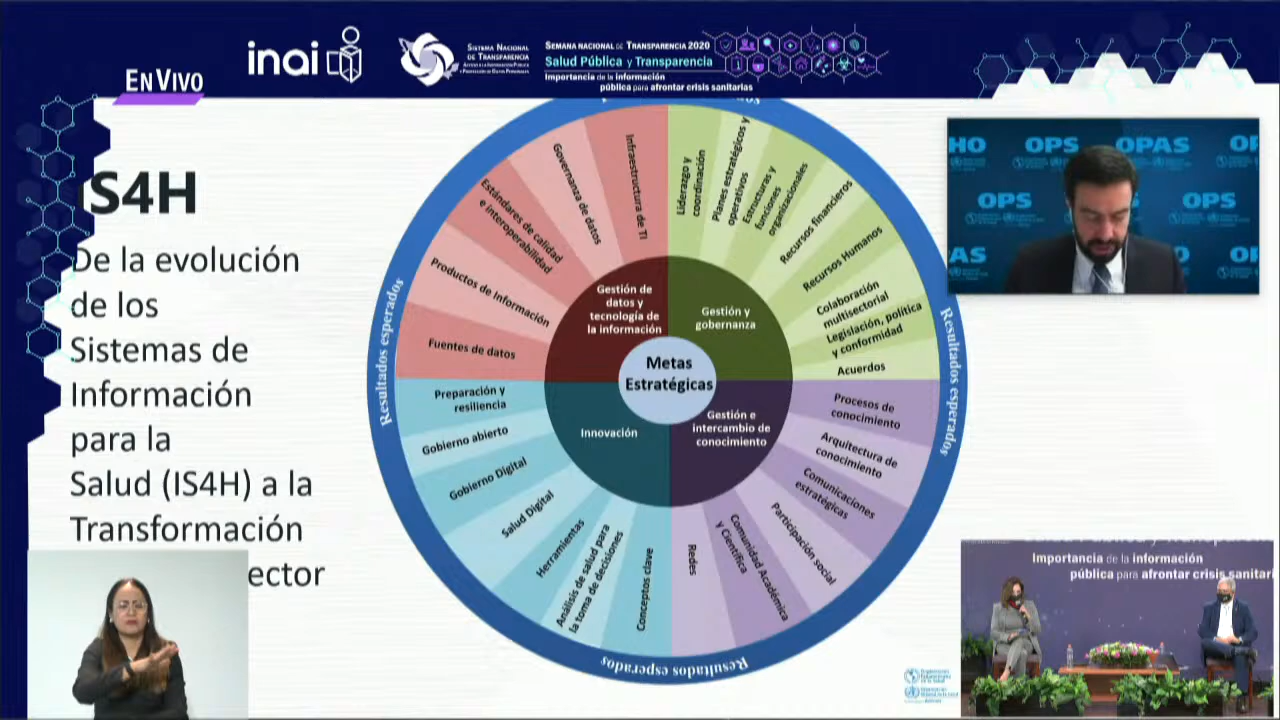 EN VIVO
inai
SISTEMA NACIONAL
DE TRANSPARENCIA
SEMANA NACIONAL DE TRANSPARENCIA 2020
Salud Pública y Transparencia
Importancia de la información
pública para afrontar crisis sanitarias
IS4H
De la evolución
de los
Sistemas de
Información
para la
Salud (IS4H) a la
Transformación
ector
Resultados esperados
Resultados esperados
Resultados esperados
Metas
Estratégicas
Gestión de
datos y
tecnología de
la información
Gestión y
gobernanza
Gestión e
intercambio de
conocimiento
Innovación
Liderazgo y
coordinación
Planes estratégicos y
operativos
Estructuras y
funciones
organizacionales
Recursos financieros
Recursos Humanos
Colaboración
multisectorial
Legislación, política
y conformidad
Acuerdos
Procesos de
conocimiento
Arquitectura de
conocimiento
Comunicaciones
estratégicas
Participación social
Comunidad Académica
y Científica
Redes
Conceptos clave
Análisis de salud para
la toma de decisiones
Herramientas
Salud Digital
Gobierno Digital
Gobierno abierto
Preparación y
resiliencia
Fuentes de datos
Productos de Información
Estándares de calidad
e interoperabilidad
Governanza de datos
Infraestructura de TI
HO OPS OPAS OP
OPS OPS
AS OP
Importancia de la información
pública para afrontar crisis sanitari